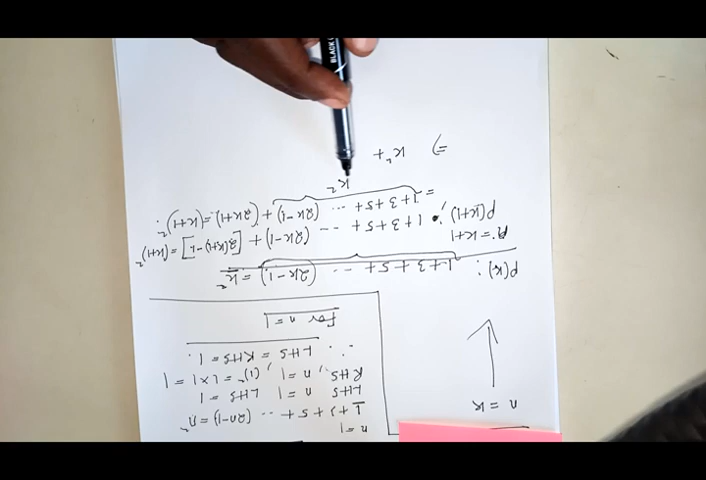 n=1
1+3+5+ ... (2n-1) = n²
LHS n=1 LHS = 1
RHS, n=1, (1)² = 1×1 = 1
∴ LHS = RHS = 1.
For n=1
n = k
P(k): 1+3+5+ ... (2k-1) = k²
n = k+1
P(k+1): 1+3+5+ ... (2k-1) + [2(k+1)-1] = (k+1)²
= 1+3+5+ ... (2k-1) + (2k+1) = (k+1)²
k²
⇒ k² +
BLACK